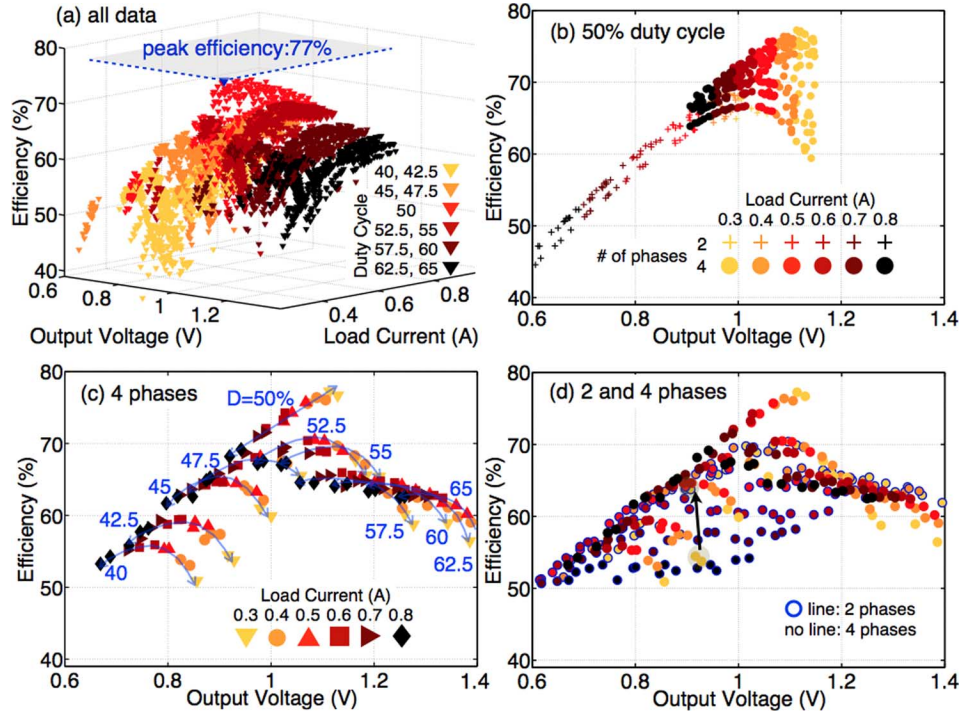 (a) all data
peak efficiency:77%
80
70
60
50
40
Efficiency (%)
0.6
0.8
1
1.2
Output Voltage (V)
0.4
0.6
0.8
Load Current (A)
Duty Cycle
40, 42.5
45, 47.5
50
52.5, 55
57.5, 60
62.5, 65
(b) 50% duty cycle
80
70
60
50
40
Efficiency (%)
Load Current (A)
0.3 0.4 0.5 0.6 0.7 0.8
# of phases
2
4
0.6 0.8 1 1.2 1.4
Output Voltage (V)
(c) 4 phases
80
70
60
50
40
Efficiency (%)
D=50%
52.5
47.5
55
45
65
42.5
57.5
60
40
62.5
Load Current (A)
0.3 0.4 0.5 0.6 0.7 0.8
0.6 0.8 1.0 1.2 1.4
Output Voltage (V)
(d) 2 and 4 phases
80
70
60
50
40
Efficiency (%)
line: 2 phases
no line: 4 phases
0.6 0.8 1 1.2 1.4
Output Voltage (V)